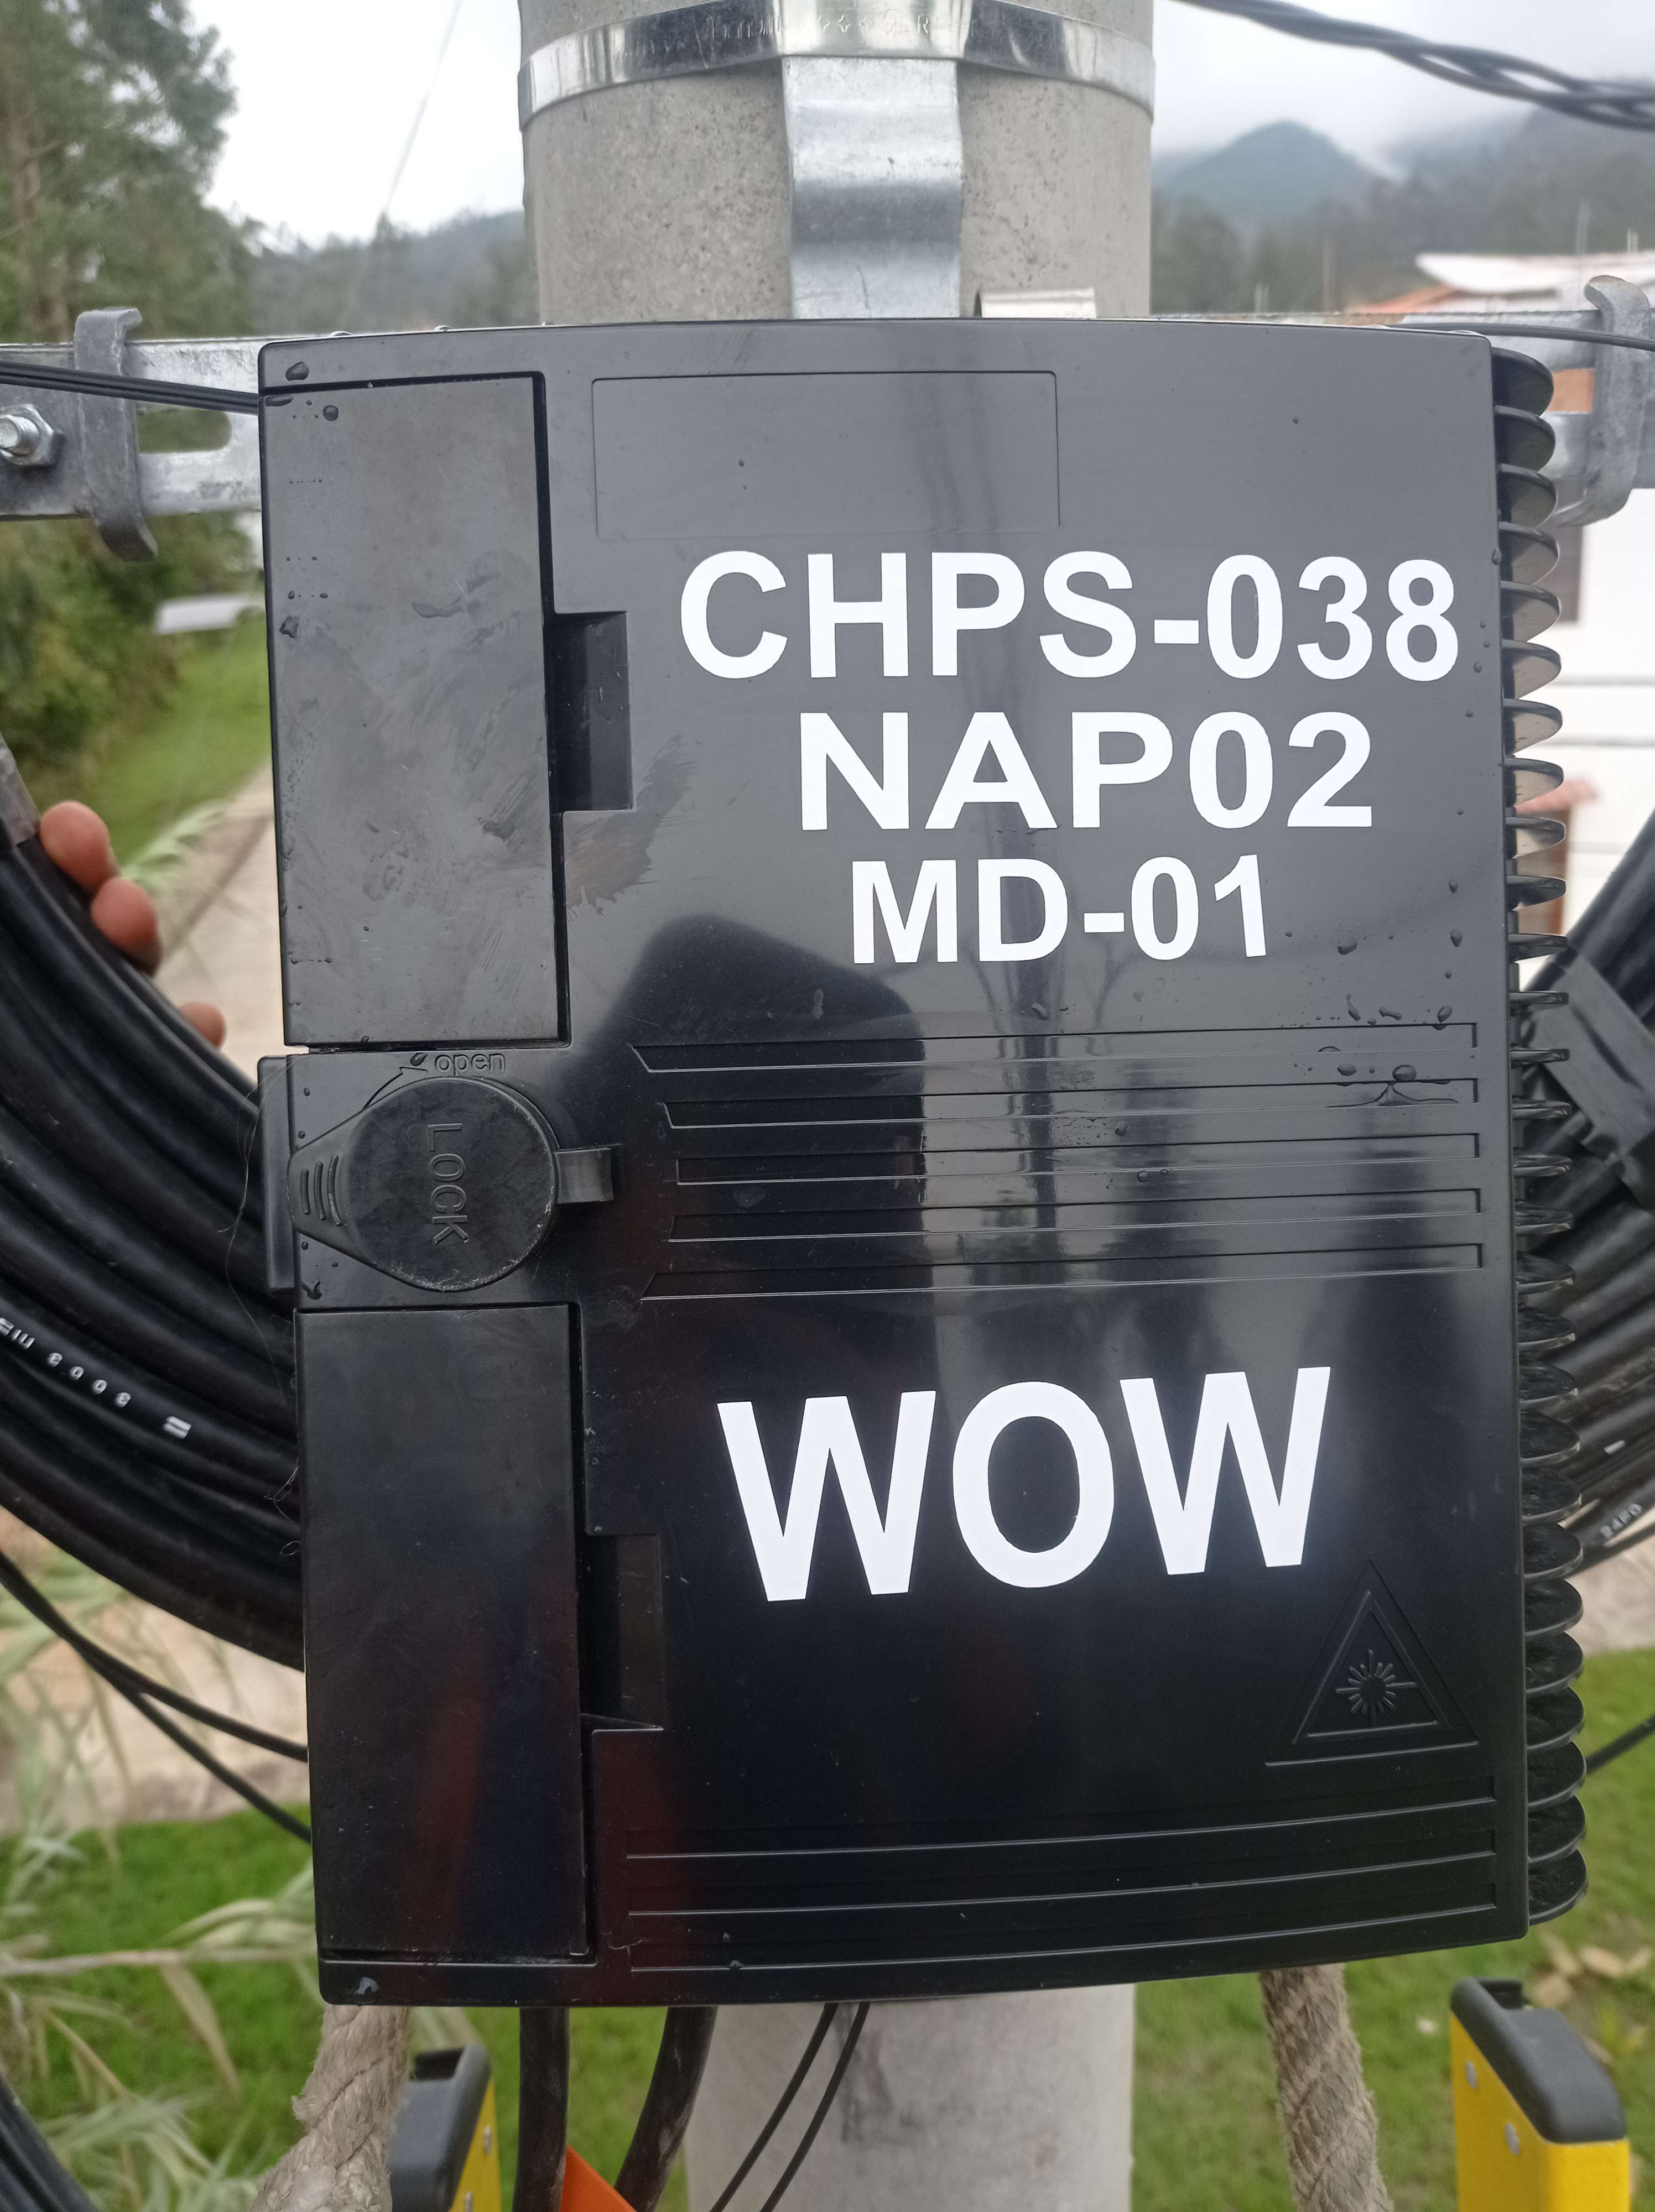 CHPS-038
NAP02
MD-01
open
LOCK
WOW